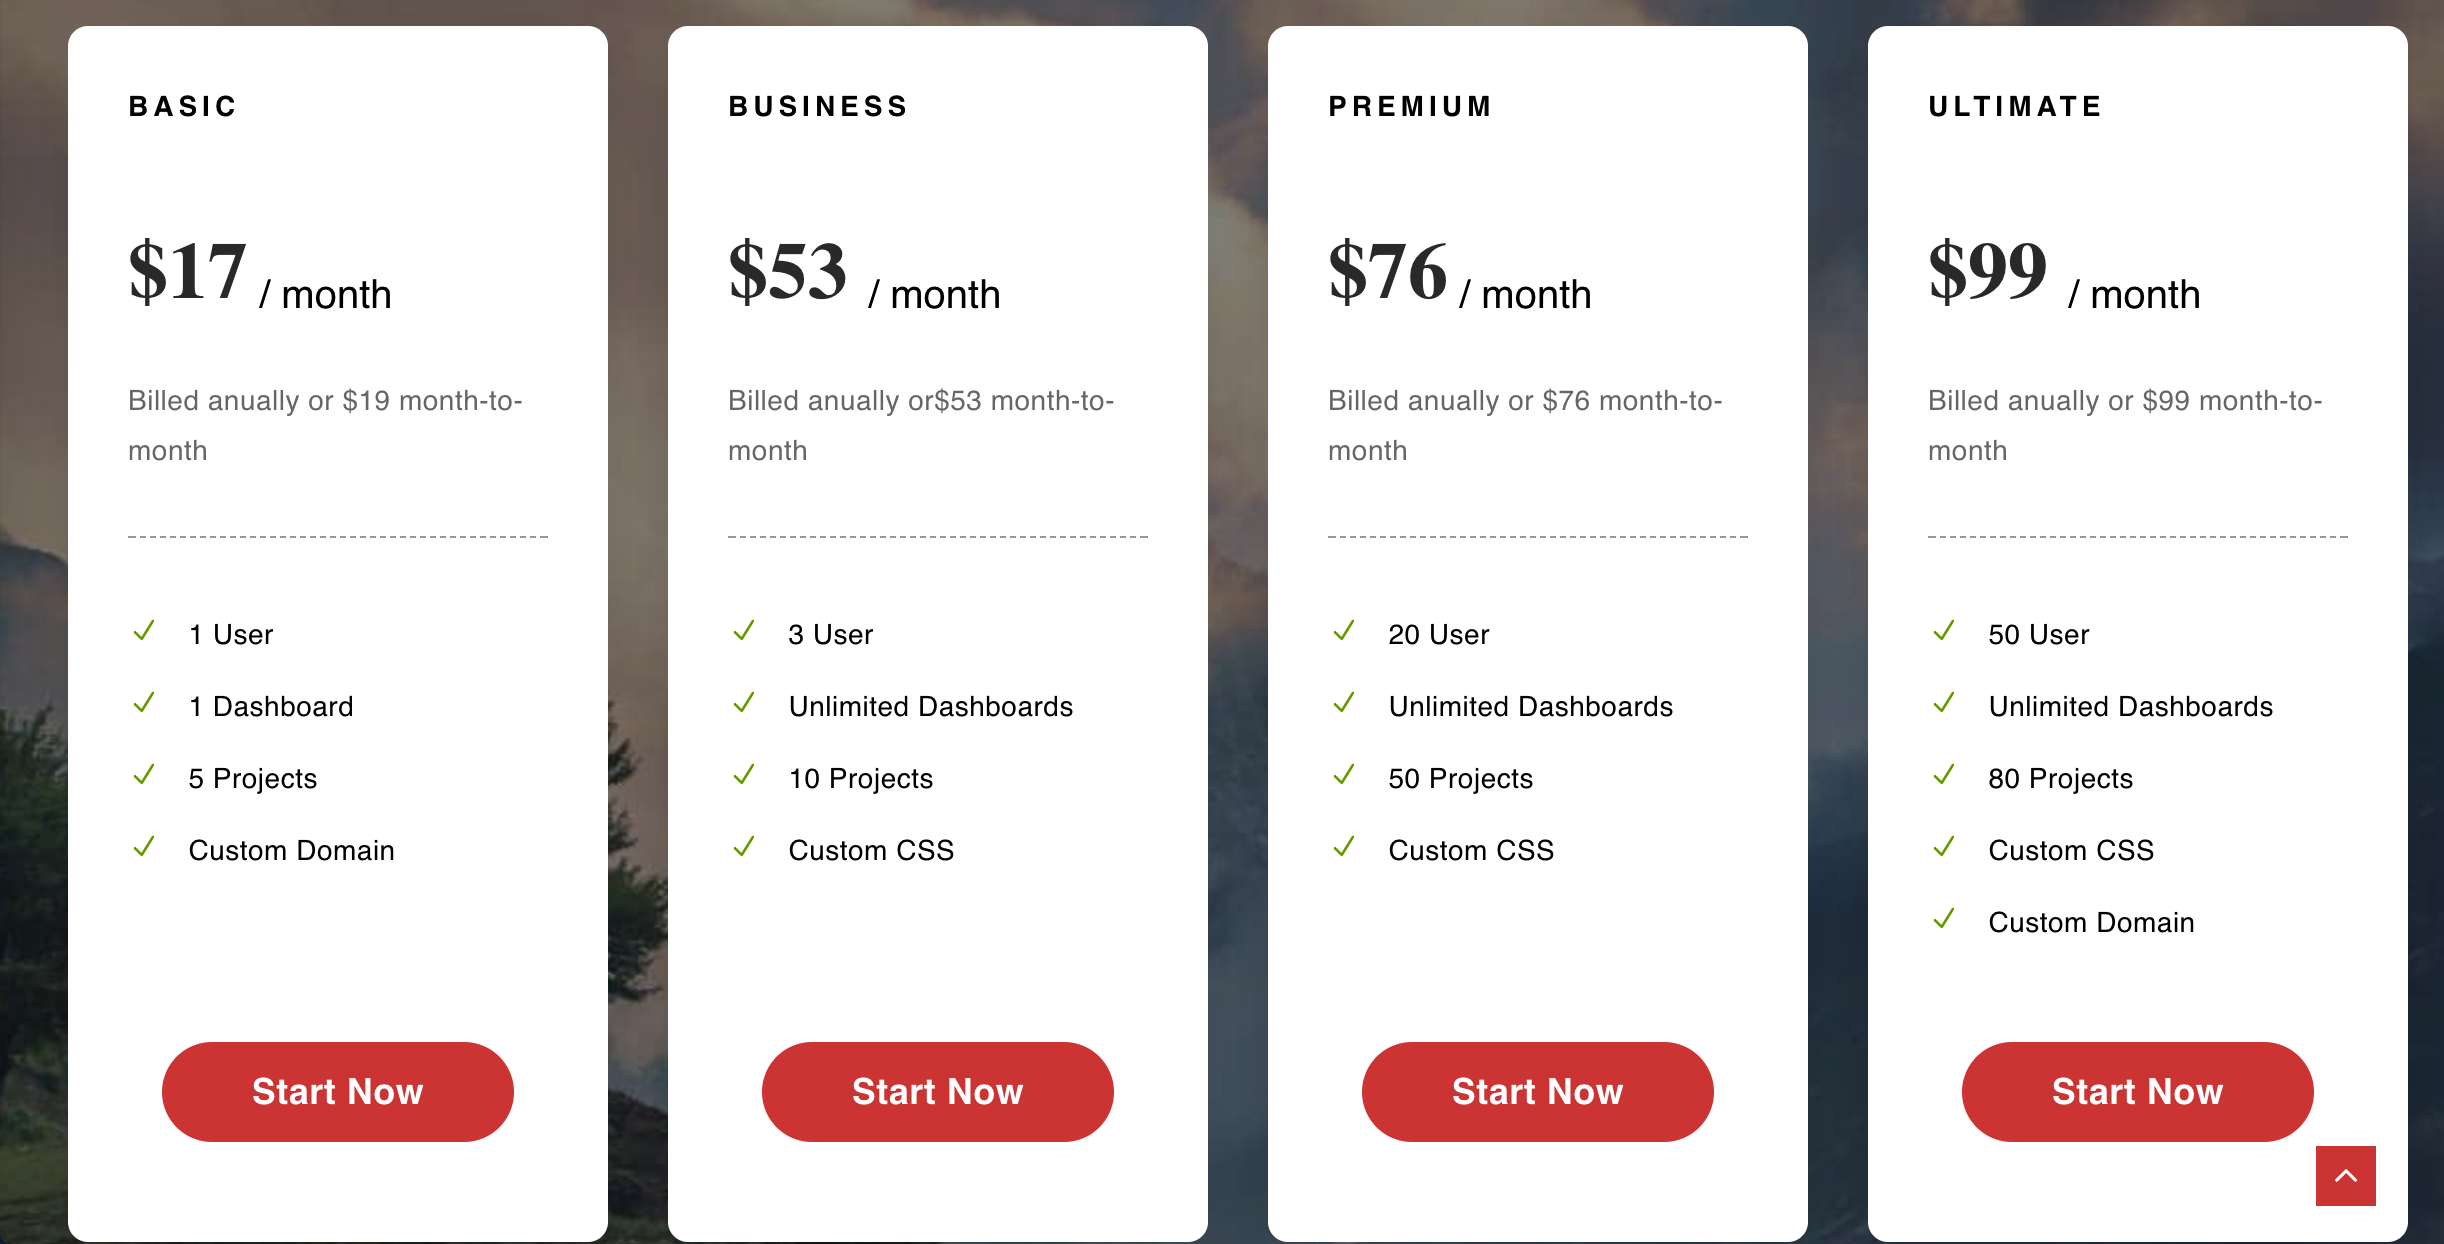 BASIC
$17 / month
Billed anually or $19 month-to-
month
1 User
1 Dashboard
5 Projects
Custom Domain
Start Now
BUSINESS
$53 / month
Billed anually or$53 month-to-
month
3 User
Unlimited Dashboards
10 Projects
Custom CSS
Start Now
PREMIUM
$76 / month
Billed anually or $76 month-to-
month
20 User
Unlimited Dashboards
50 Projects
Custom CSS
Start Now
ULTIMATE
$99 / month
Billed anually or $99 month-to-
month
50 User
Unlimited Dashboards
80 Projects
Custom CSS
Custom Domain
Start Now